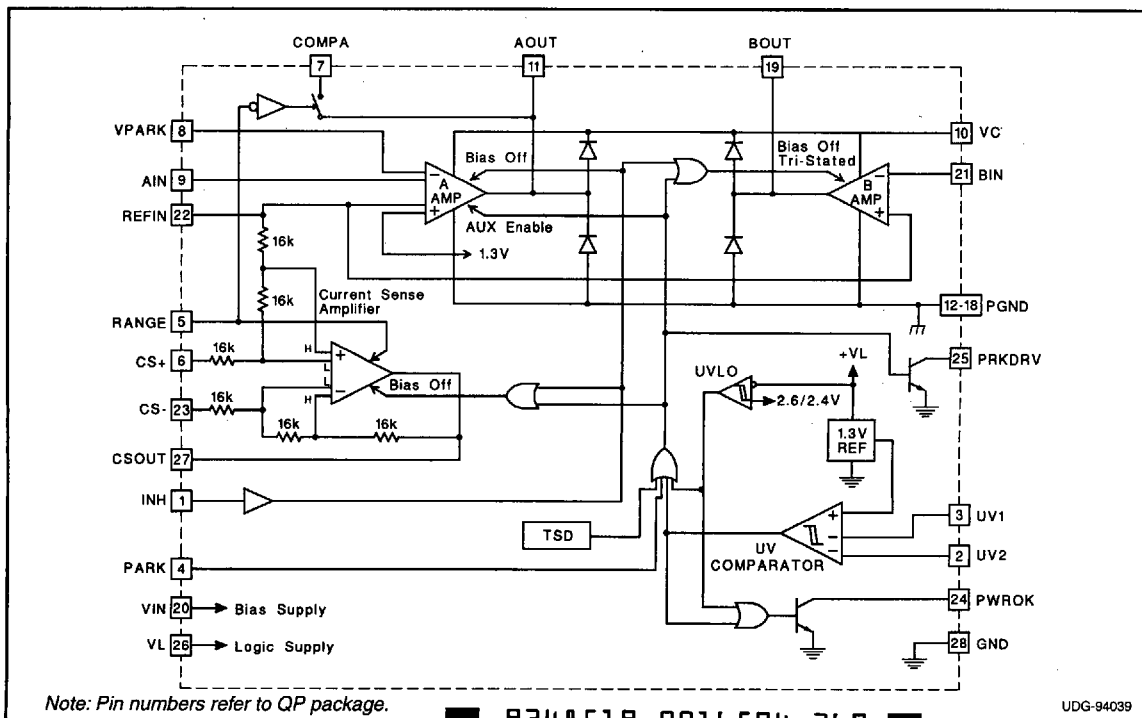 COMPA
AOUT
BOUT
7
11
19
VPARK 8
10 VC
Bias Off
Bias Off
Tri-Stated
AIN 9
A
AMP
B
AMP
21 BIN
REFIN 22
AUX Enable
16k
1.3V
16k
Current Sense
Amplifier
12-18 PGND
RANGE 5
CS+ 6
16k
H
L
L
H
+VL
25 PRKDRV
UVLO
Bias Off
2.6/2.4V
CS- 23
16k
16k
16k
1.3V
REF
CSOUT 27
INH 1
TSD
3 UV1
2 UV2
UV
COMPARATOR
PARK 4
VIN 20
Bias Supply
24 PWROK
VL 26
Logic Supply
28 GND
Note: Pin numbers refer to QP package.
UDG-94039